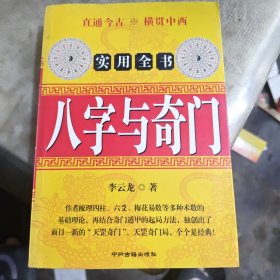 直通今古 ※ 横贯中西
实用全书
八字与奇门
李云龙 ◎ 著
作者梳理四柱、六爻、梅花易数等多种术数的
基础理论，再结合奇门遁甲的起局方法，独创出了
面目一新的“天罡奇门”，天罡奇门局，个个是经典！
中州古籍出版社